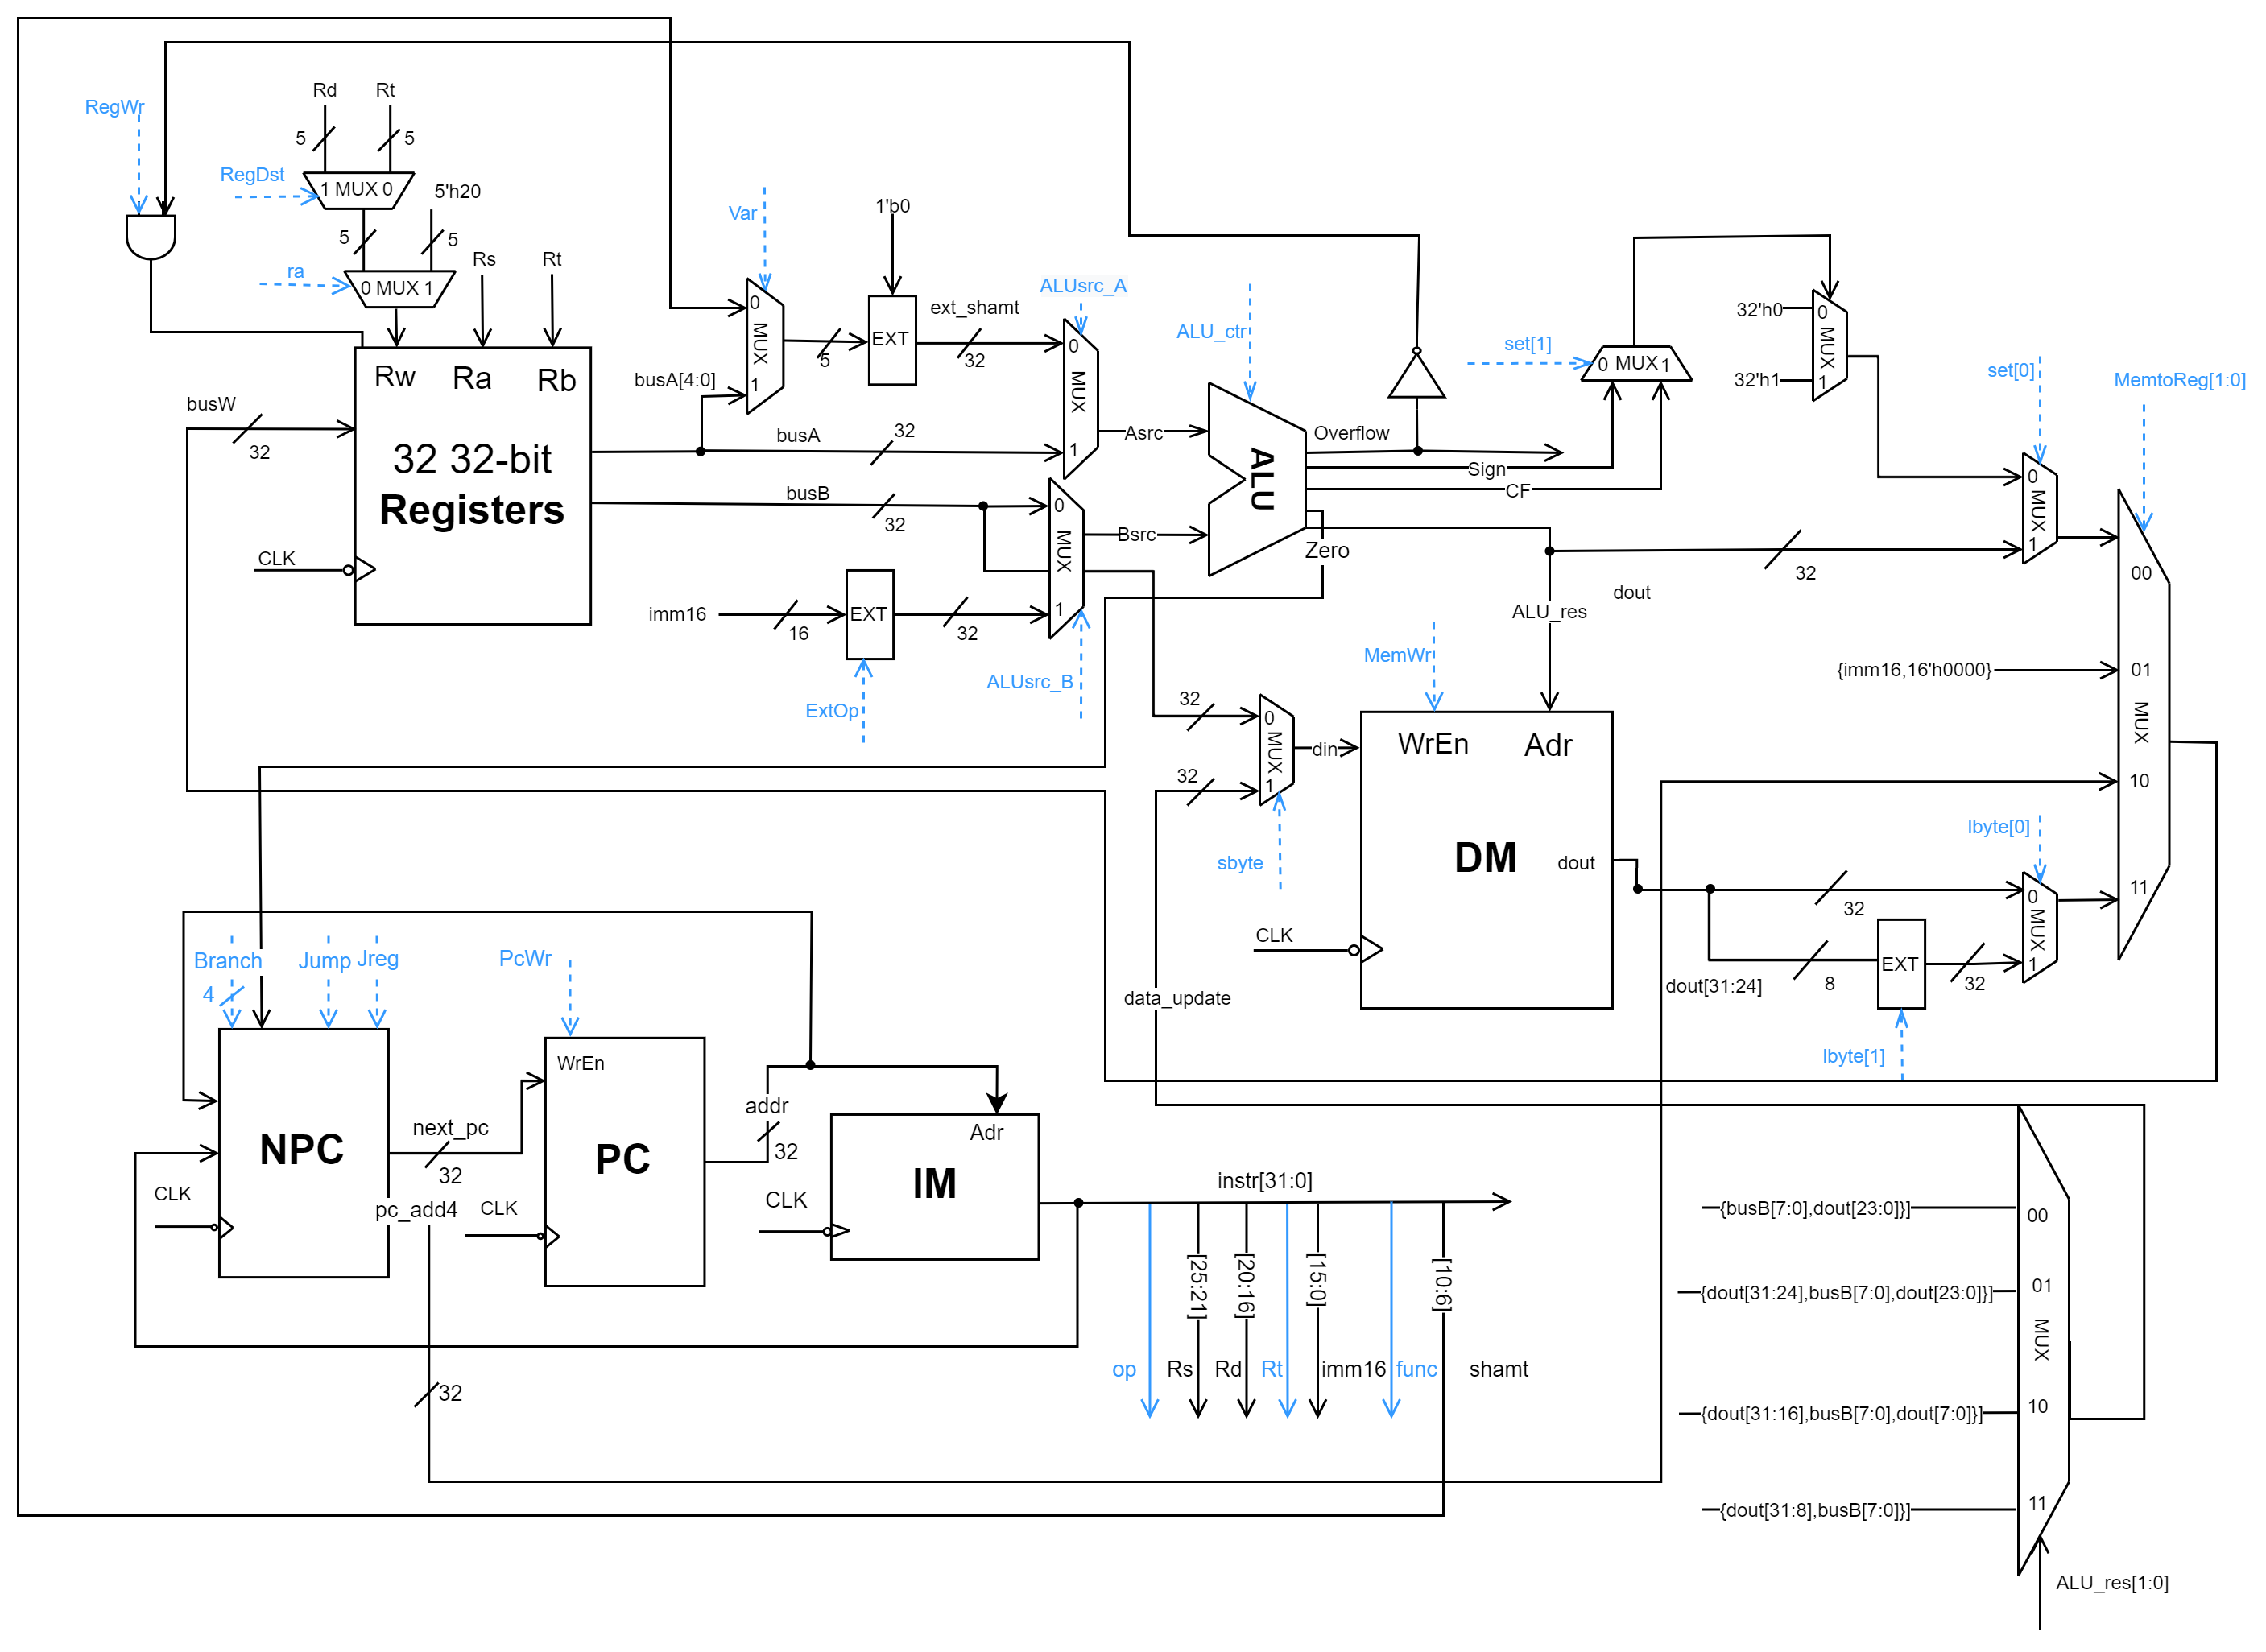 Rd
Rt
RegWr
5
5
RegDst
1 MUX 0
5'h20
5
5
Rs
Rt
ra
0 MUX 1
Rw
Ra
Rb
busW
32
32 32-bit
Registers
CLK
Var
1'b0
0
MUX
1
5
EXT
ext_shamt
32
busA[4:0]
busA
32
busB
32
imm16
16
EXT
32
ExtOp
ALUsrc_A
0
MUX
1
0
MUX
1
ALUsrc_B
Asrc
Bsrc
ALU_ctr
ALU
Overflow
Sign
CF
Zero
set[1]
0 MUX 1
32'h0
32'h1
0
MUX
1
set[0]
0
MUX
1
MemtoReg[1:0]
32
dout
ALU_res
00
{imm16,16'h0000}
01
MUX
10
11
MemWr
32
32
0
MUX
1
din
sbyte
WrEn
Adr
DM
dout
CLK
data_update
lbyte[0]
32
0
MUX
1
dout[31:24]
8
EXT
32
lbyte[1]
Branch
4
Jump
Jreg
PcWr
NPC
CLK
next_pc
32
pc_add4
WrEn
PC
CLK
addr
32
Adr
IM
CLK
instr[31:0]
[25:21]
[20:16]
[15:0]
[10:6]
op
Rs
Rd
Rt
imm16
func
shamt
32
{busB[7:0],dout[23:0]}]
00
{dout[31:24],busB[7:0],dout[23:0]}]
01
MUX
{dout[31:16],busB[7:0],dout[7:0]}]
10
{dout[31:8],busB[7:0]}]
11
ALU_res[1:0]